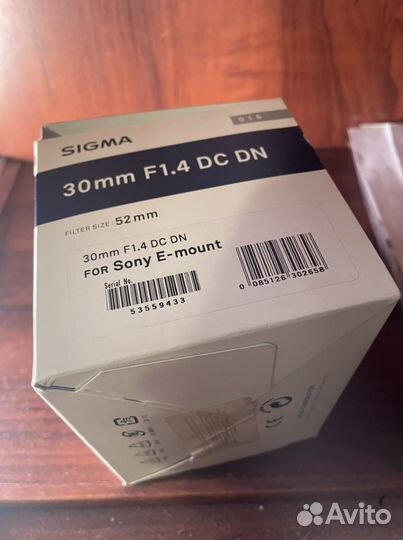 016
SIGMA
30mm F1.4 DC DN
FILTER SIZE : 52mm
30mm F1.4 DC DN
FOR Sony E-mount
Serial No.
53559433
0 085126 302658
CE
Avito